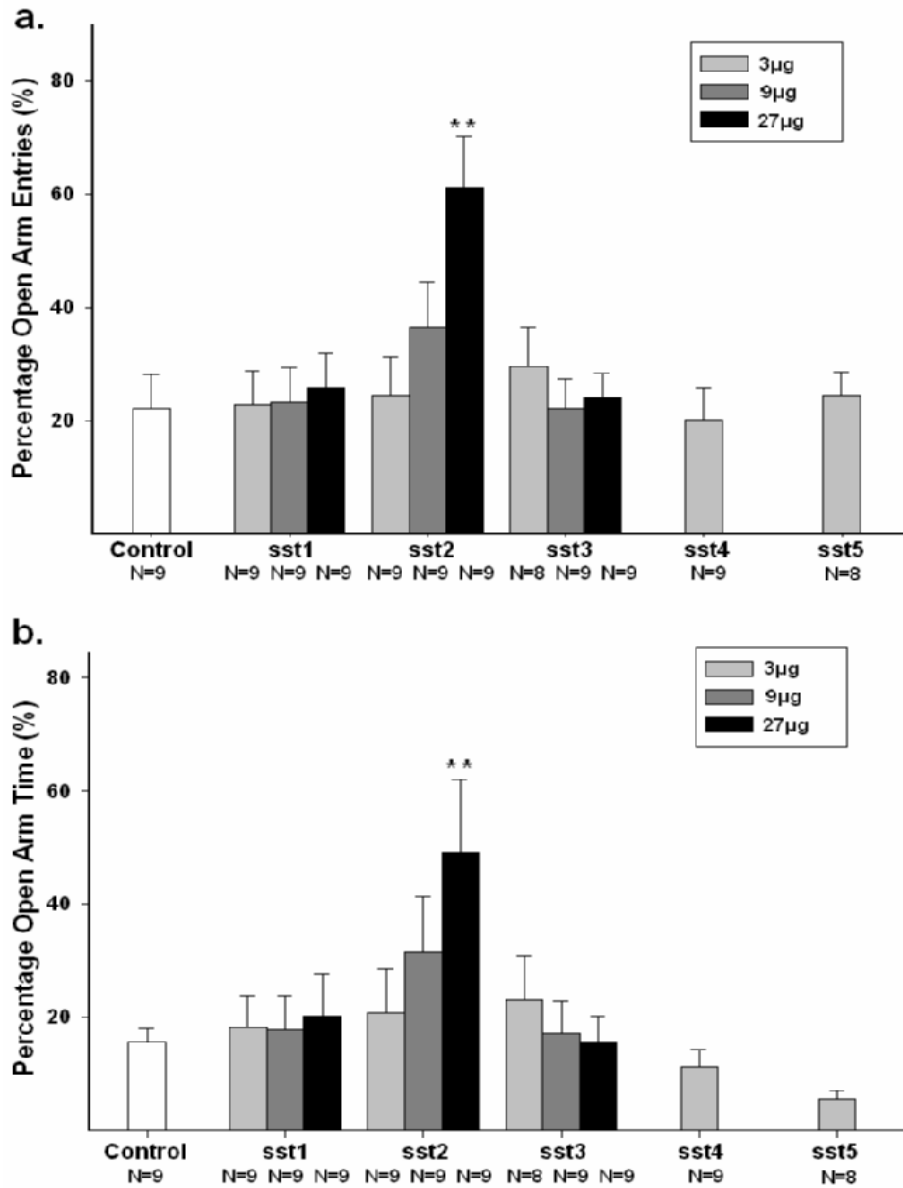 a.
Percentage Open Arm Entries (%)
80
60
40
20
3µg
9µg
27µg
**
Control sst1 sst2 sst3 sst4 sst5
N=9 N=9 N=9 N=9 N=9 N=9 N=9 N=8 N=9 N=9 N=9 N=8
b.
Percentage Open Arm Time (%)
80
60
40
20
3µg
9µg
27µg
**
Control sst1 sst2 sst3 sst4 sst5
N=9 N=9 N=9 N=9 N=9 N=9 N=9 N=8 N=9 N=9 N=9 N=8